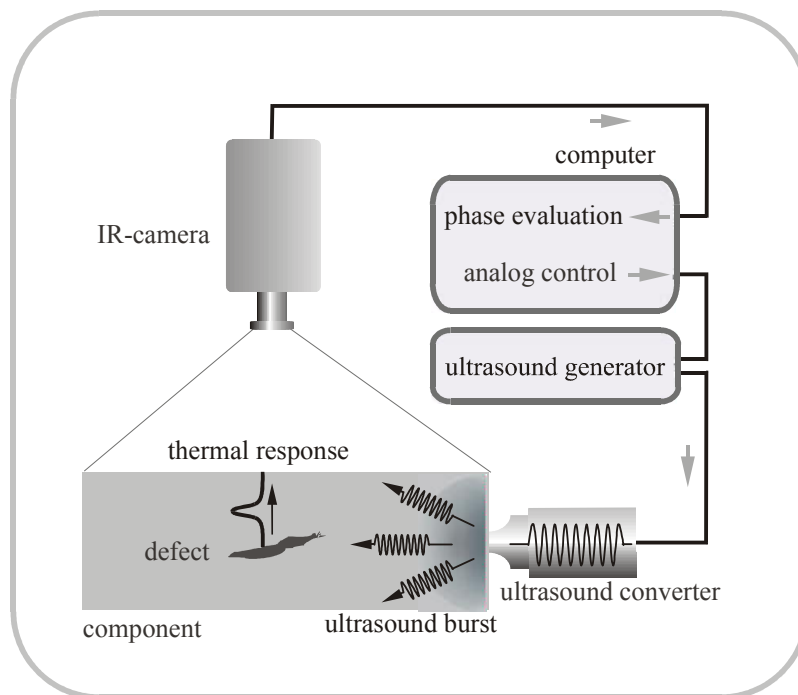 computer
phase evaluation
IR-camera
analog control
ultrasound generator
thermal response
defect
ultrasound converter
ultrasound burst
component